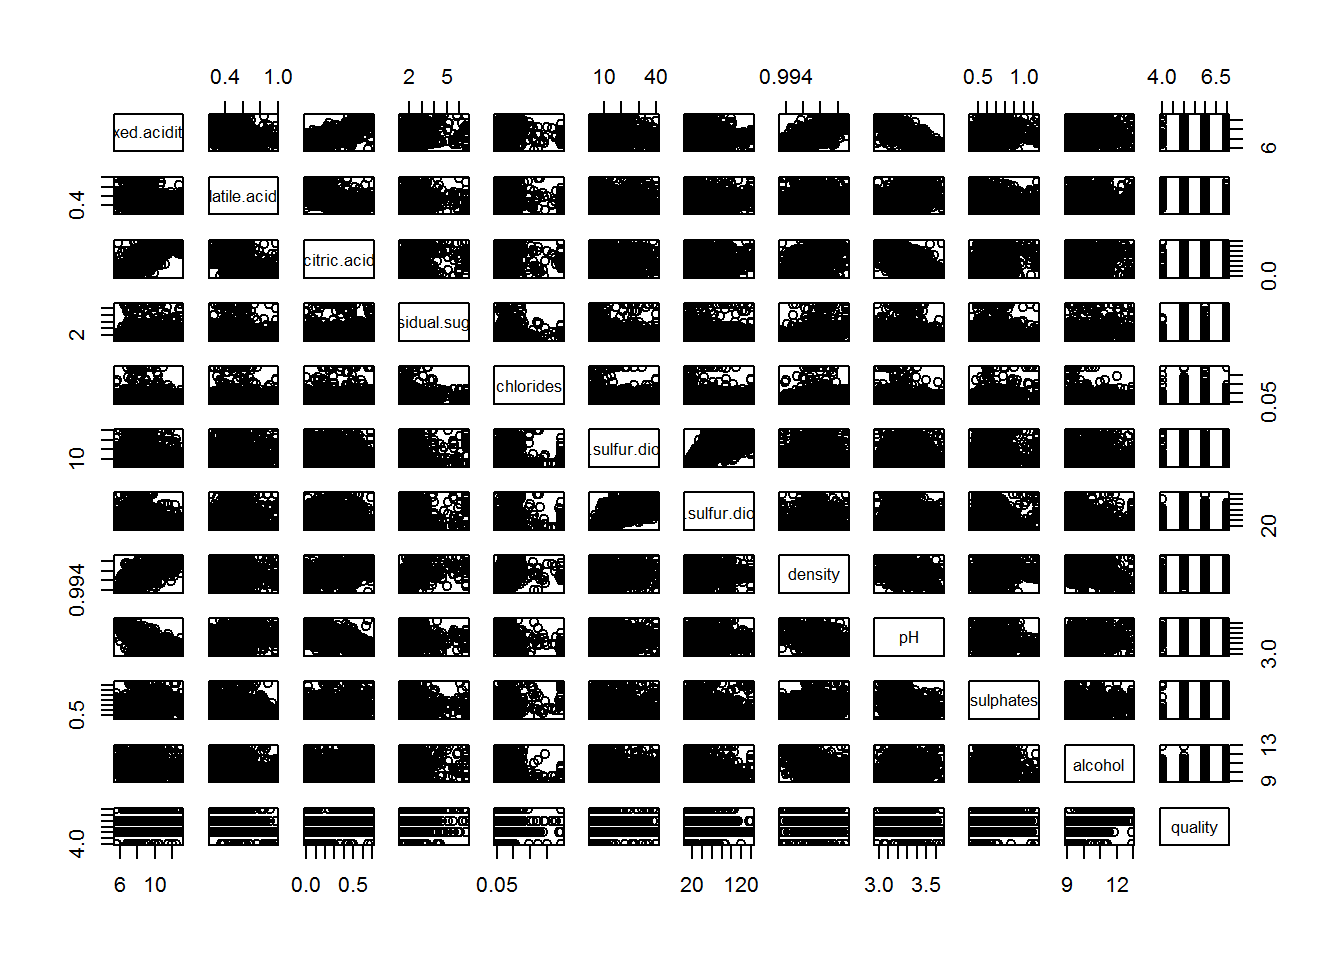 0.4 1.0 2 5 10 40 0.994 0.5 1.0 4.0 6.5
xed.acidit 6
0.4 latile.acid
citric.acid 0.0
2 sidual.sug
chlorides 0.05
10 .sulfur.dio
.sulfur.dio 20
0.994 density
pH 3.0
0.5 sulphates
alcohol 9 13
4.0 quality
6 10 0.0 0.5 0.05 20 120 3.0 3.5 9 12